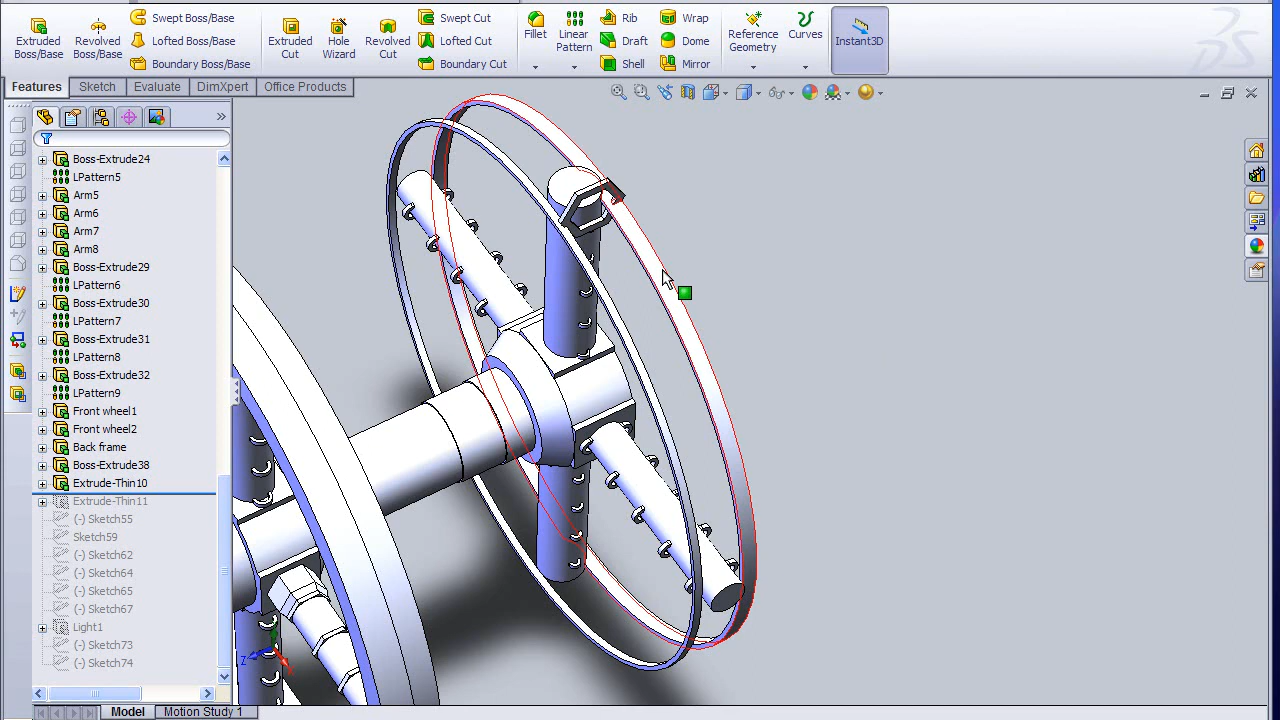 Extruded Boss/Base
Revolved Boss/Base
Swept Boss/Base
Lofted Boss/Base
Boundary Boss/Base
Extruded Cut
Hole Wizard
Revolved Cut
Swept Cut
Lofted Cut
Boundary Cut
Fillet
Linear Pattern
Rib
Draft
Shell
Wrap
Dome
Mirror
Reference Geometry
Curves
Instant3D
Features
Sketch
Evaluate
DimXpert
Office Products
Boss-Extrude24
LPattern5
Arm5
Arm6
Arm7
Arm8
Boss-Extrude29
LPattern6
Boss-Extrude30
LPattern7
Boss-Extrude31
LPattern8
Boss-Extrude32
LPattern9
Front wheel1
Front wheel2
Back frame
Boss-Extrude38
Extrude-Thin10
Extrude-Thin11
(-) Sketch55
Sketch59
(-) Sketch62
(-) Sketch64
(-) Sketch65
(-) Sketch67
Light1
(-) Sketch73
(-) Sketch74
Z
Model
Motion Study 1